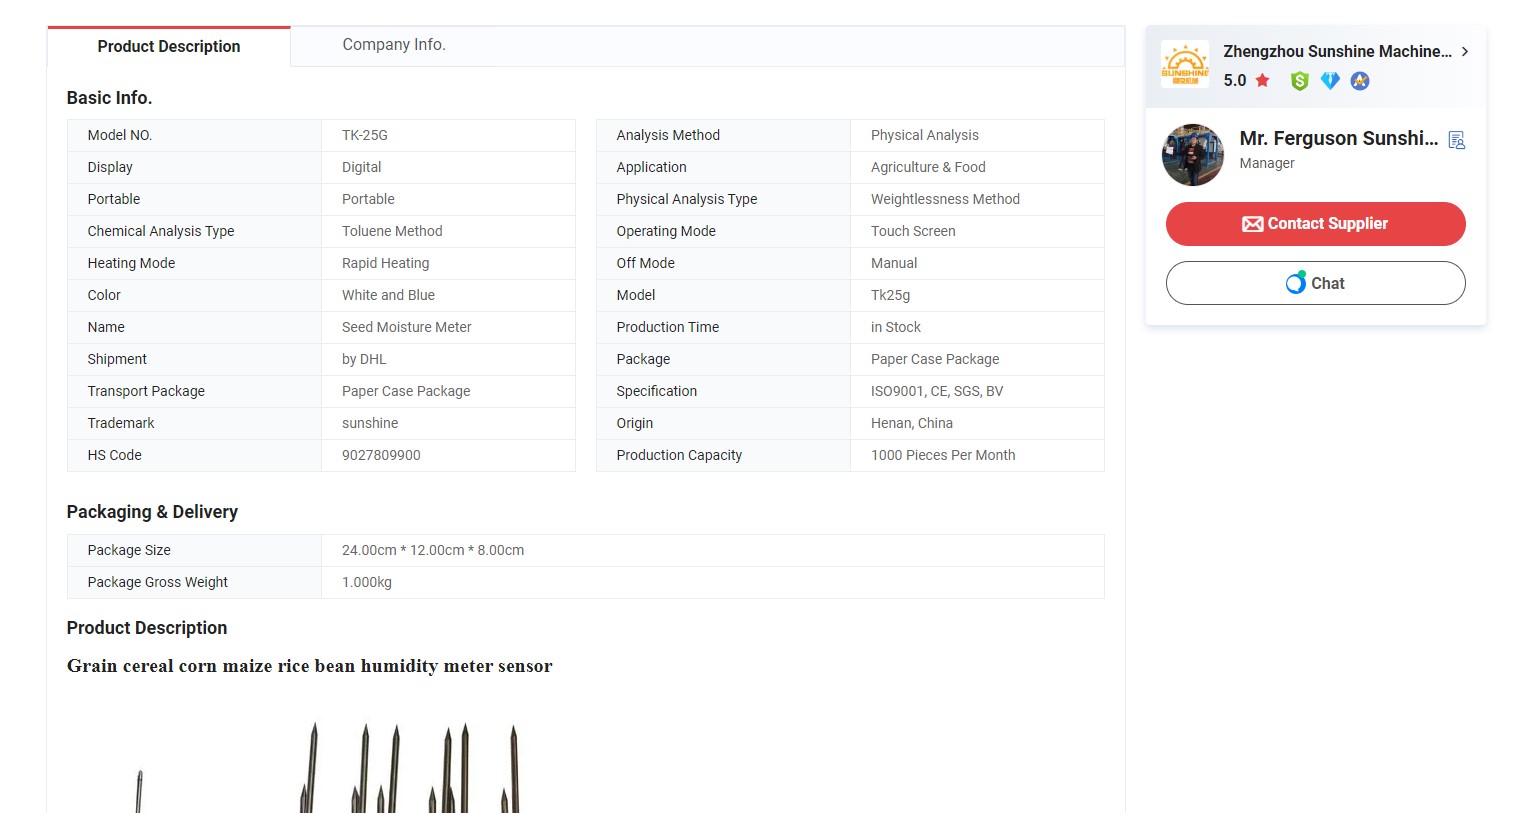 Product Description
Company Info.
Basic Info.
Model NO. TK-25G
Display Digital
Portable Portable
Chemical Analysis Type Toluene Method
Heating Mode Rapid Heating
Color White and Blue
Name Seed Moisture Meter
Shipment by DHL
Transport Package Paper Case Package
Trademark sunshine
HS Code 9027809900
Analysis Method Physical Analysis
Application Agriculture & Food
Physical Analysis Type Weightlessness Method
Operating Mode Touch Screen
Off Mode Manual
Model Tk25g
Production Time in Stock
Package Paper Case Package
Specification ISO9001, CE, SGS, BV
Origin Henan, China
Production Capacity 1000 Pieces Per Month
Packaging & Delivery
Package Size 24.00cm * 12.00cm * 8.00cm
Package Gross Weight 1.000kg
Product Description
Grain cereal corn maize rice bean humidity meter sensor
SUNSHINE
Zhengzhou Sunshine Machine...
5.0
Mr. Ferguson Sunshi...
Manager
Contact Supplier
Chat